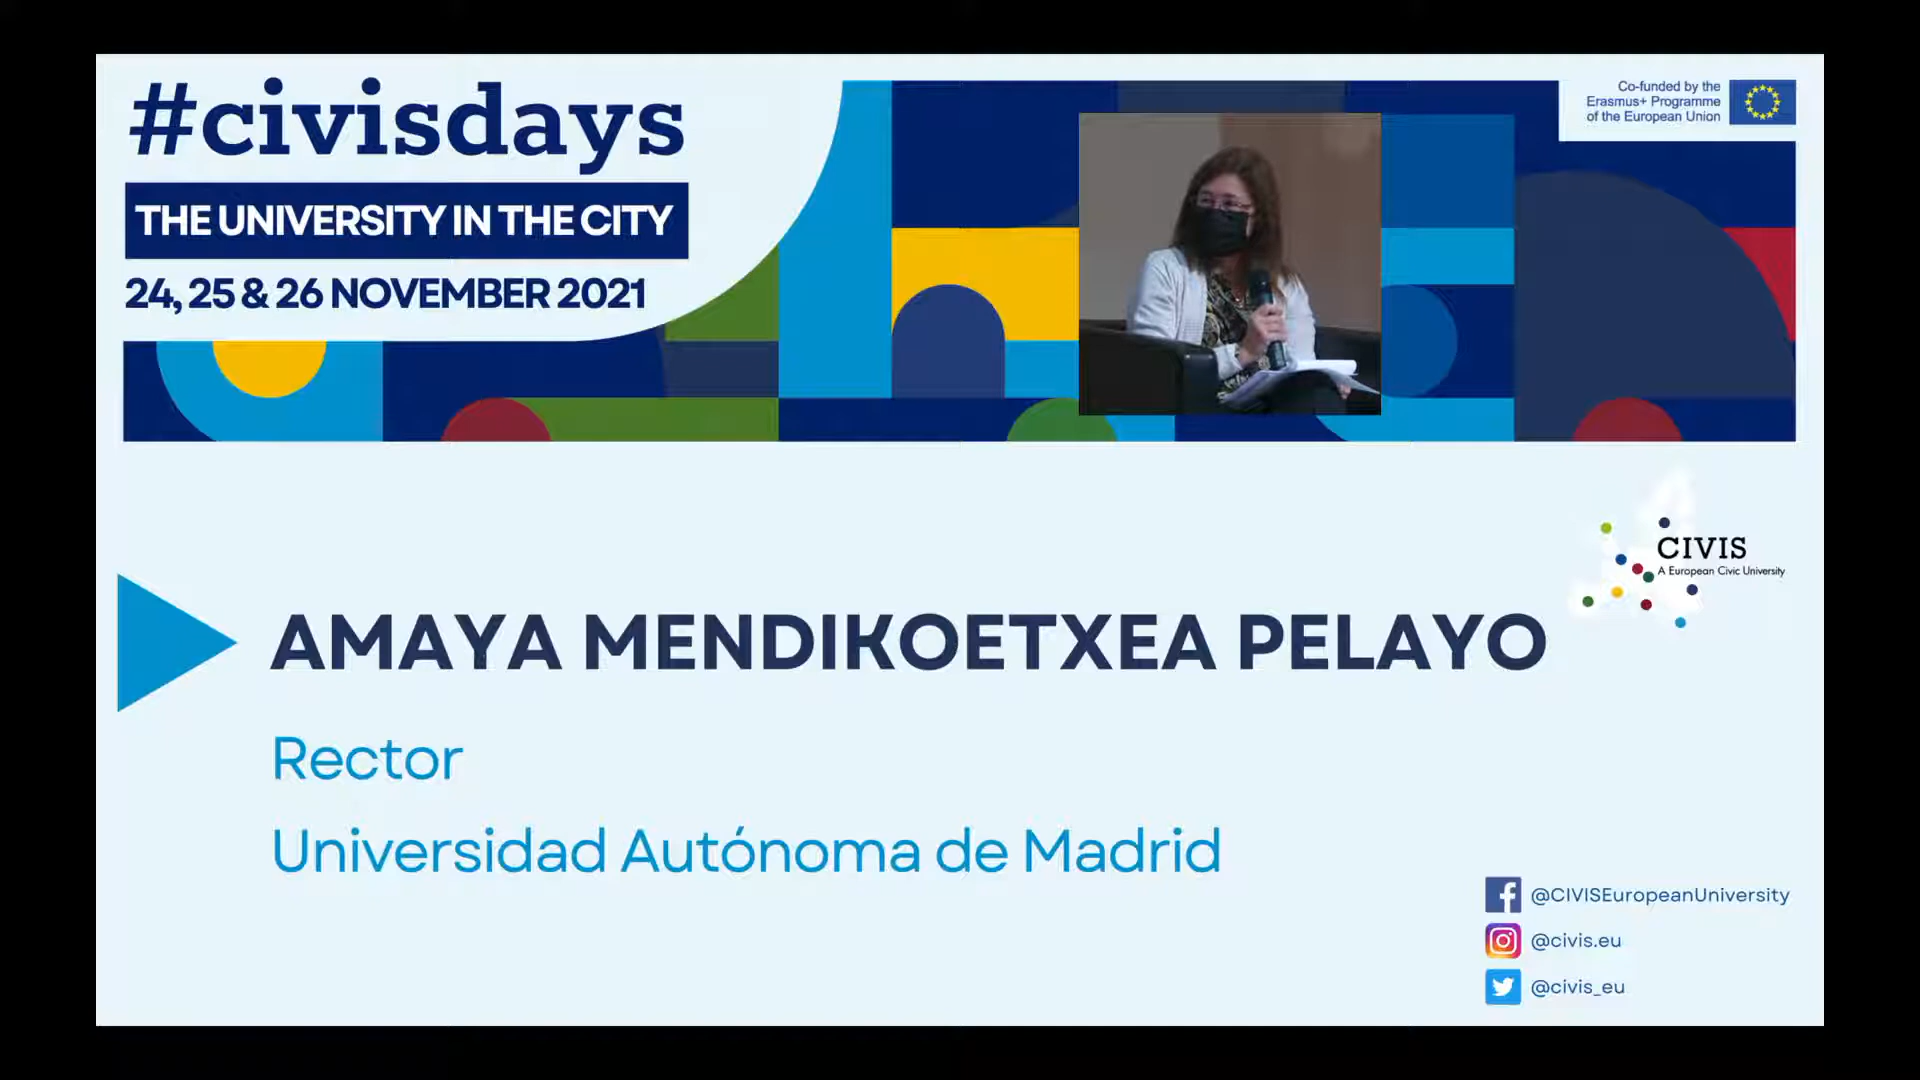 #civisdays
THE UNIVERSITY IN THE CITY
24, 25 & 26 NOVEMBER 2021
Co-funded by the
Erasmus+ Programme
of the European Union
CIVIS
A European Civic University
AMAYA MENDIKOETXEA PELAYO
Rector
Universidad Autónoma de Madrid
@CIVISEuropeanUniversity
@civis.eu
@civis_eu